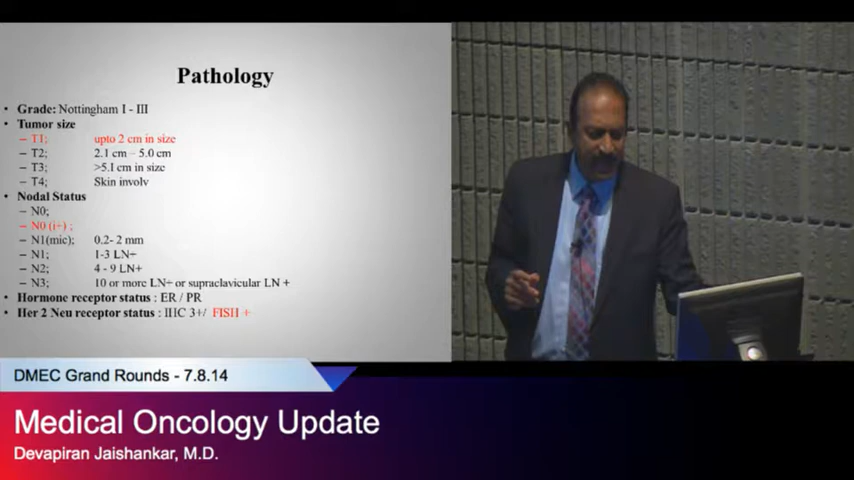 Pathology
• Grade: Nottingham I - III
• Tumor size
– T1; upto 2 cm in size
– T2; 2.1 cm – 5.0 cm
– T3; >5.1 cm in size
– T4; Skin involv
• Nodal Status
– N0;
– N0 (i+) ;
– N1(mic); 0.2- 2 mm
– N1; 1-3 LN+
– N2; 4 - 9 LN+
– N3; 10 or more LN+ or supraclavicular LN +
• Hormone receptor status : ER / PR
• Her 2 Neu receptor status : IHC 3+/ FISH +
DMEC Grand Rounds - 7.8.14
Medical Oncology Update
Devapiran Jaishankar, M.D.